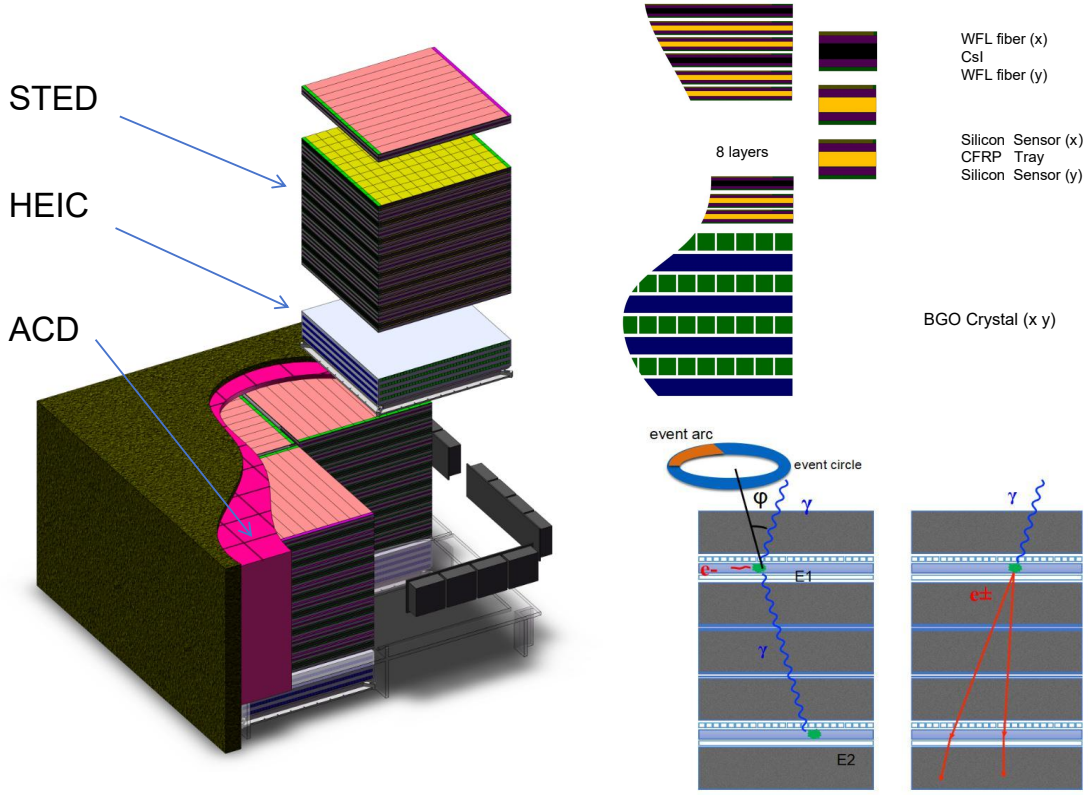 STED
HEIC
ACD
WFL fiber (x)
CsI
WFL fiber (y)
Silicon Sensor (x)
CFRP Tray
Silicon Sensor (y)
8 layers
BGO Crystal (x y)
event arc
event circle
φ
γ
e-
E1
γ
E2
γ
e±